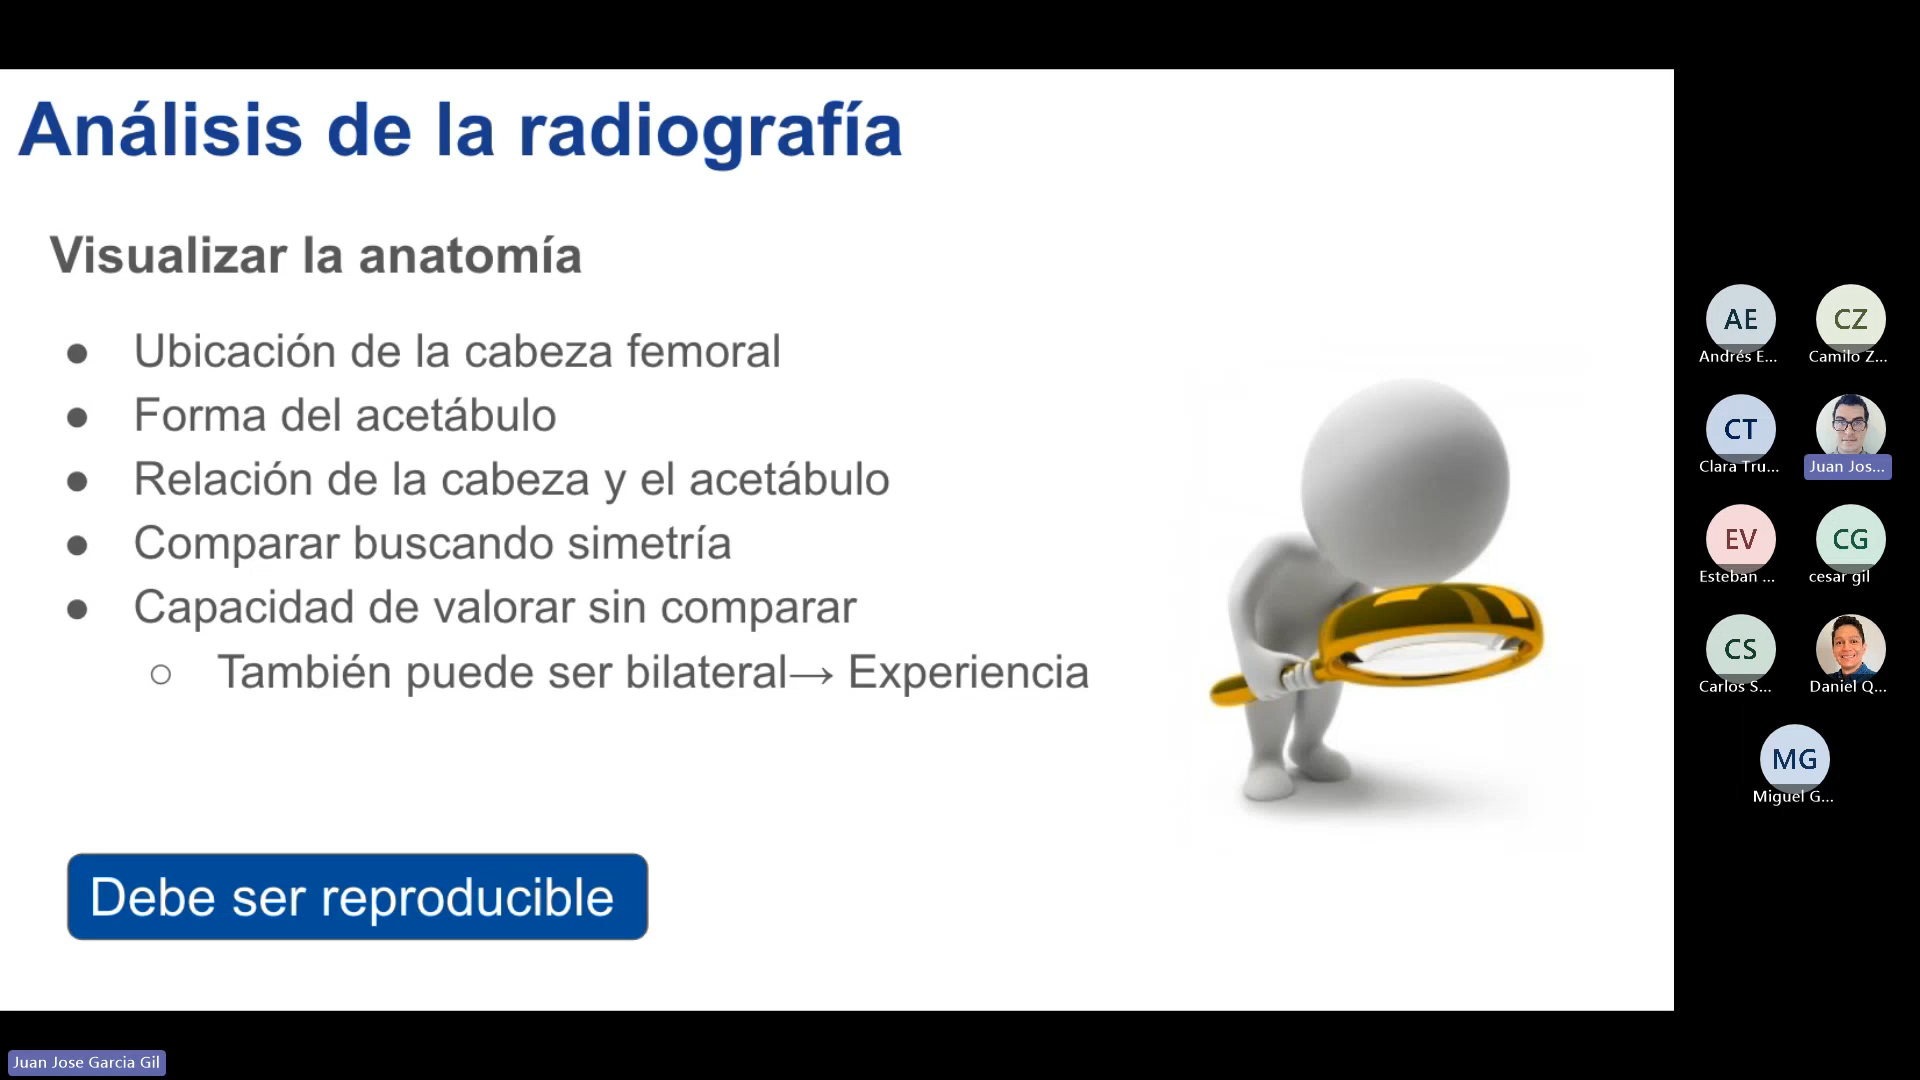 Análisis de la radiografía
Visualizar la anatomía
● Ubicación de la cabeza femoral
● Forma del acetábulo
● Relación de la cabeza y el acetábulo
● Comparar buscando simetría
● Capacidad de valorar sin comparar
○ También puede ser bilateral→ Experiencia
Debe ser reproducible
AE
Andrés E...
CZ
Camilo Z...
CT
Clara Tru...
Juan Jos...
EV
Esteban ...
CG
cesar gil
CS
Carlos S...
Daniel Q...
MG
Miguel G...
Juan Jose Garcia Gil